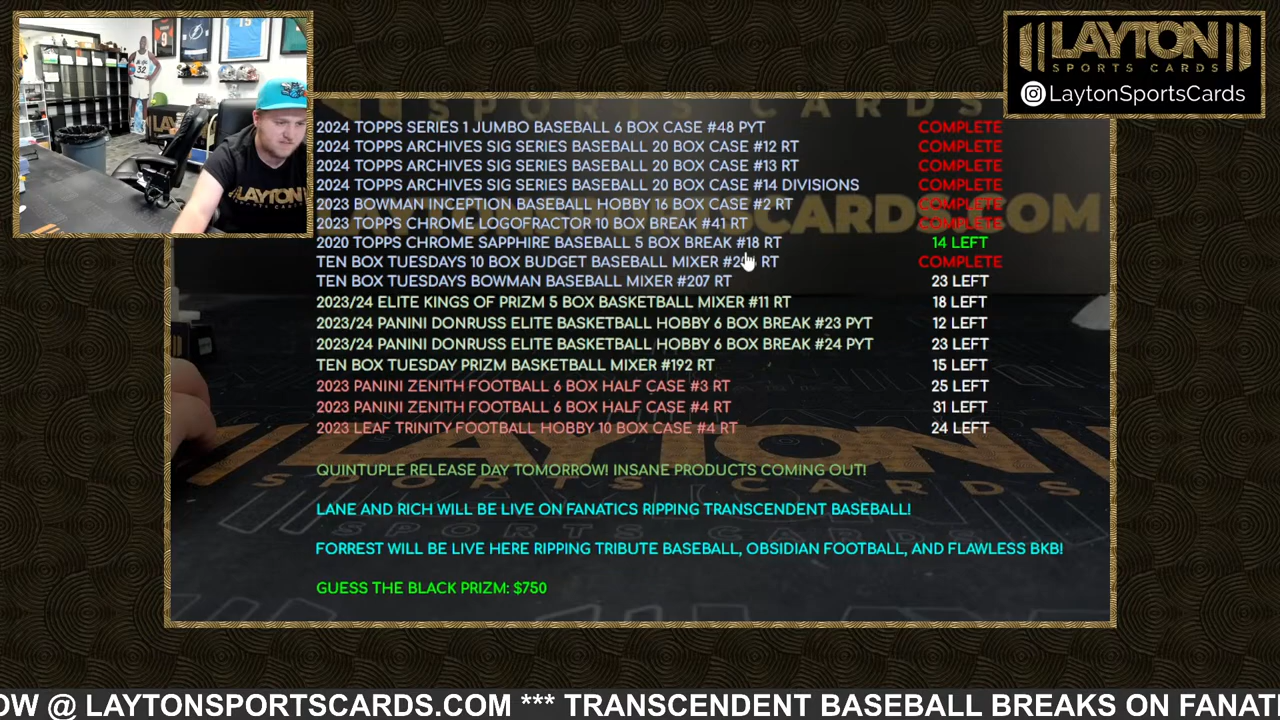 LAYTON
SPORTS CARDS
LaytonSportsCards
2024 TOPPS SERIES 1 JUMBO BASEBALL 6 BOX CASE #48 PYT COMPLETE
2024 TOPPS ARCHIVES SIG SERIES BASEBALL 20 BOX CASE #12 RT COMPLETE
2024 TOPPS ARCHIVES SIG SERIES BASEBALL 20 BOX CASE #13 RT COMPLETE
2024 TOPPS ARCHIVES SIG SERIES BASEBALL 20 BOX CASE #14 DIVISIONS COMPLETE
2023 BOWMAN INCEPTION BASEBALL HOBBY 16 BOX CASE #2 RT COMPLETE
2023 TOPPS CHROME LOGOFRACTOR 10 BOX BREAK #41 RT COMPLETE
2020 TOPPS CHROME SAPPHIRE BASEBALL 5 BOX BREAK #18 RT 14 LEFT
TEN BOX TUESDAYS 10 BOX BUDGET BASEBALL MIXER RT COMPLETE
TEN BOX TUESDAYS BOWMAN BASEBALL MIXER #207 RT 23 LEFT
2023/24 ELITE KINGS OF PRIZM 5 BOX BASKETBALL MIXER #11 RT 18 LEFT
2023/24 PANINI DONRUSS ELITE BASKETBALL HOBBY 6 BOX BREAK #23 PYT 12 LEFT
2023/24 PANINI DONRUSS ELITE BASKETBALL HOBBY 6 BOX BREAK #24 PYT 23 LEFT
TEN BOX TUESDAY PRIZM BASKETBALL MIXER #192 RT 15 LEFT
2023 PANINI ZENITH FOOTBALL 6 BOX HALF CASE #3 RT 25 LEFT
2023 PANINI ZENITH FOOTBALL 6 BOX HALF CASE #4 RT 31 LEFT
2023 LEAF TRINITY FOOTBALL HOBBY 10 BOX CASE #4 RT 24 LEFT
QUINTUPLE RELEASE DAY TOMORROW! INSANE PRODUCTS COMING OUT!
LANE AND RICH WILL BE LIVE ON FANATICS RIPPING TRANSCENDENT BASEBALL!
FORREST WILL BE LIVE HERE RIPPING TRIBUTE BASEBALL, OBSIDIAN FOOTBALL, AND FLAWLESS BKB!
GUESS THE BLACK PRIZM: $750
OW @ LAYTONSPORTSCARDS.COM *** TRANSCENDENT BASEBALL BREAKS ON FANAT